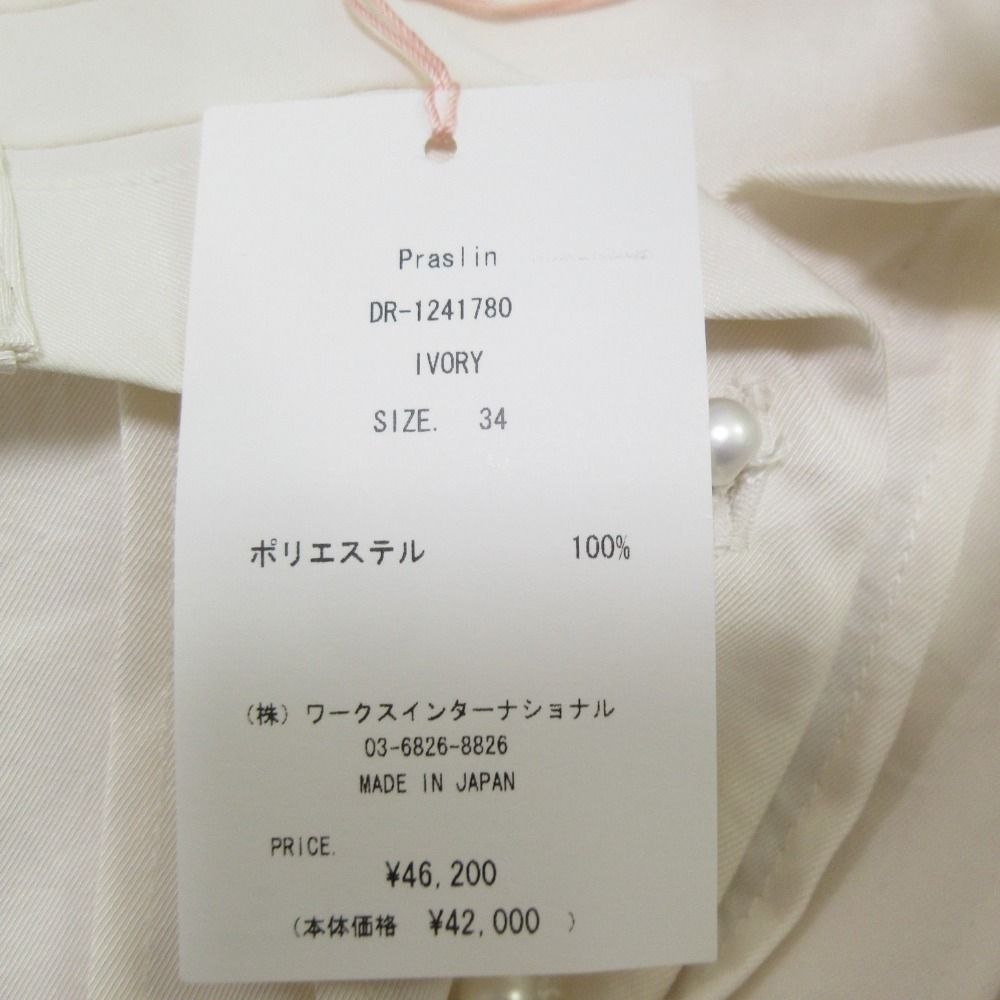 Praslin
DR-1241780
IVORY
SIZE. 34
ポリエステル 100%
(株) ワークスインターナショナル
03-6826-8826
MADE IN JAPAN
PRICE.
¥46,200
(本体価格 ¥42,000 )